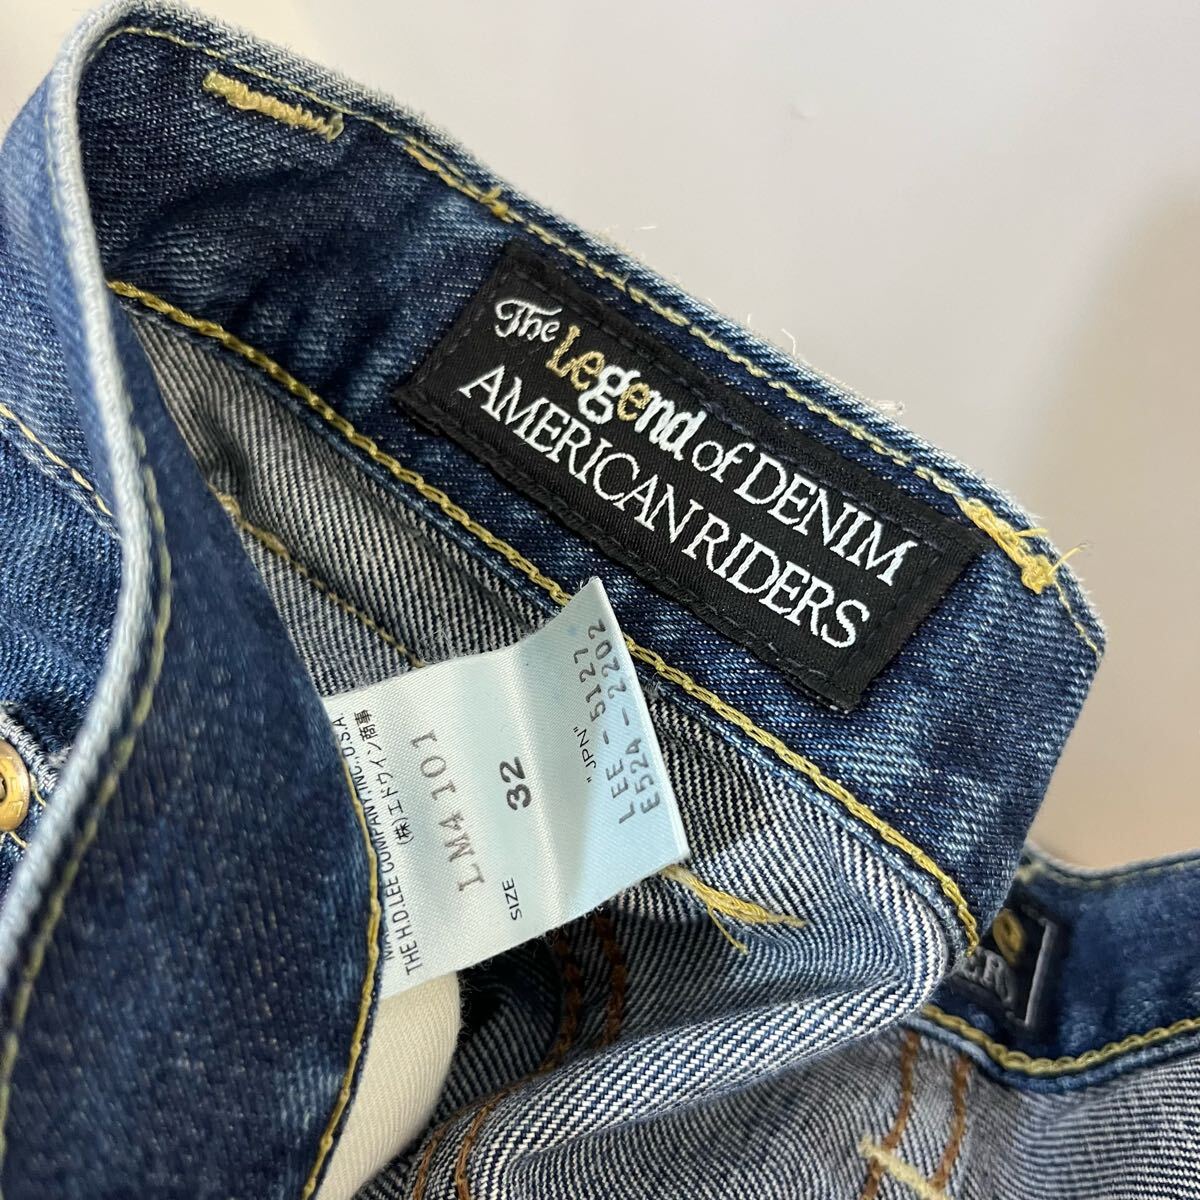 The Legend of DENIM
AMERICAN RIDERS
"JPN"
LEE-5127
E52A-2202
SIZE 32
LM4101
(株)エドウイン商事
THE H.D.LEE COMPANY,INC.,U.S.A